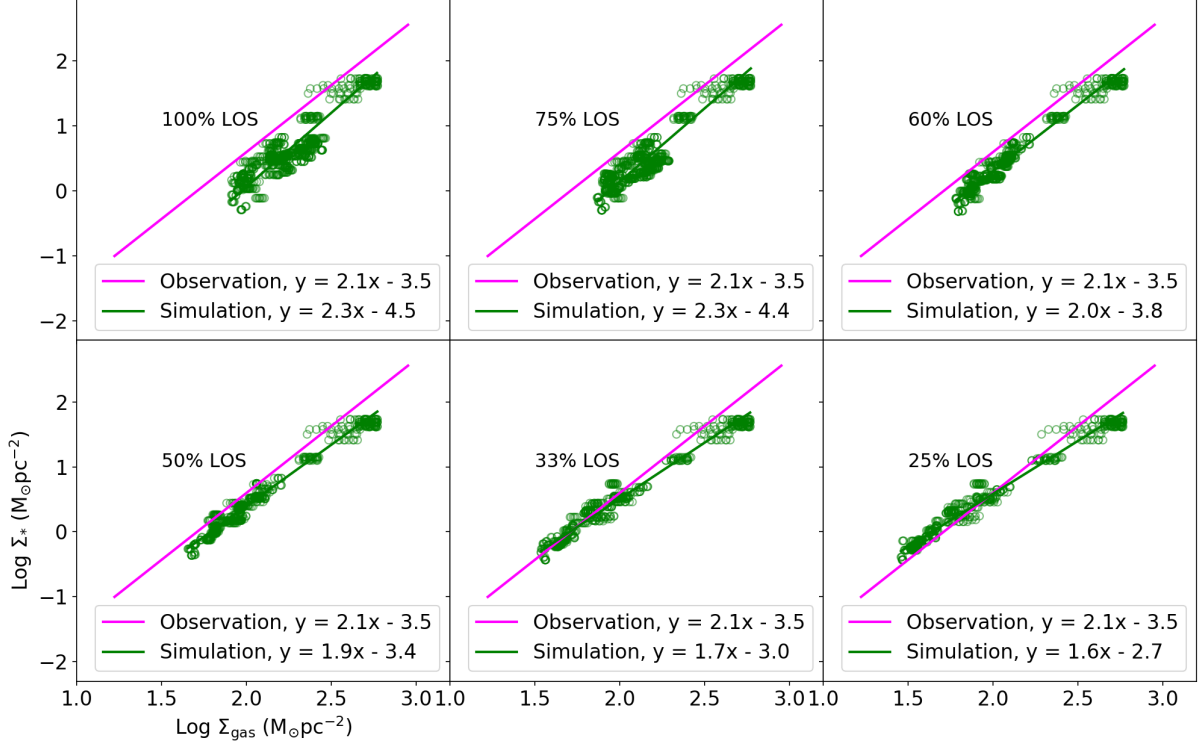 2
1
0
−1
−2
100% LOS
Observation, y = 2.1x - 3.5
Simulation, y = 2.3x - 4.5
75% LOS
Observation, y = 2.1x - 3.5
Simulation, y = 2.3x - 4.4
60% LOS
Observation, y = 2.1x - 3.5
Simulation, y = 2.0x - 3.8
2
1
0
−1
−2
Log Σ* (M⊙pc−2)
50% LOS
Observation, y = 2.1x - 3.5
Simulation, y = 1.9x - 3.4
33% LOS
Observation, y = 2.1x - 3.5
Simulation, y = 1.7x - 3.0
25% LOS
Observation, y = 2.1x - 3.5
Simulation, y = 1.6x - 2.7
1.0 1.5 2.0 2.5 3.0 1.0 1.5 2.0 2.5 3.0 1.0 1.5 2.0 2.5 3.0
Log Σgas (M⊙pc−2)